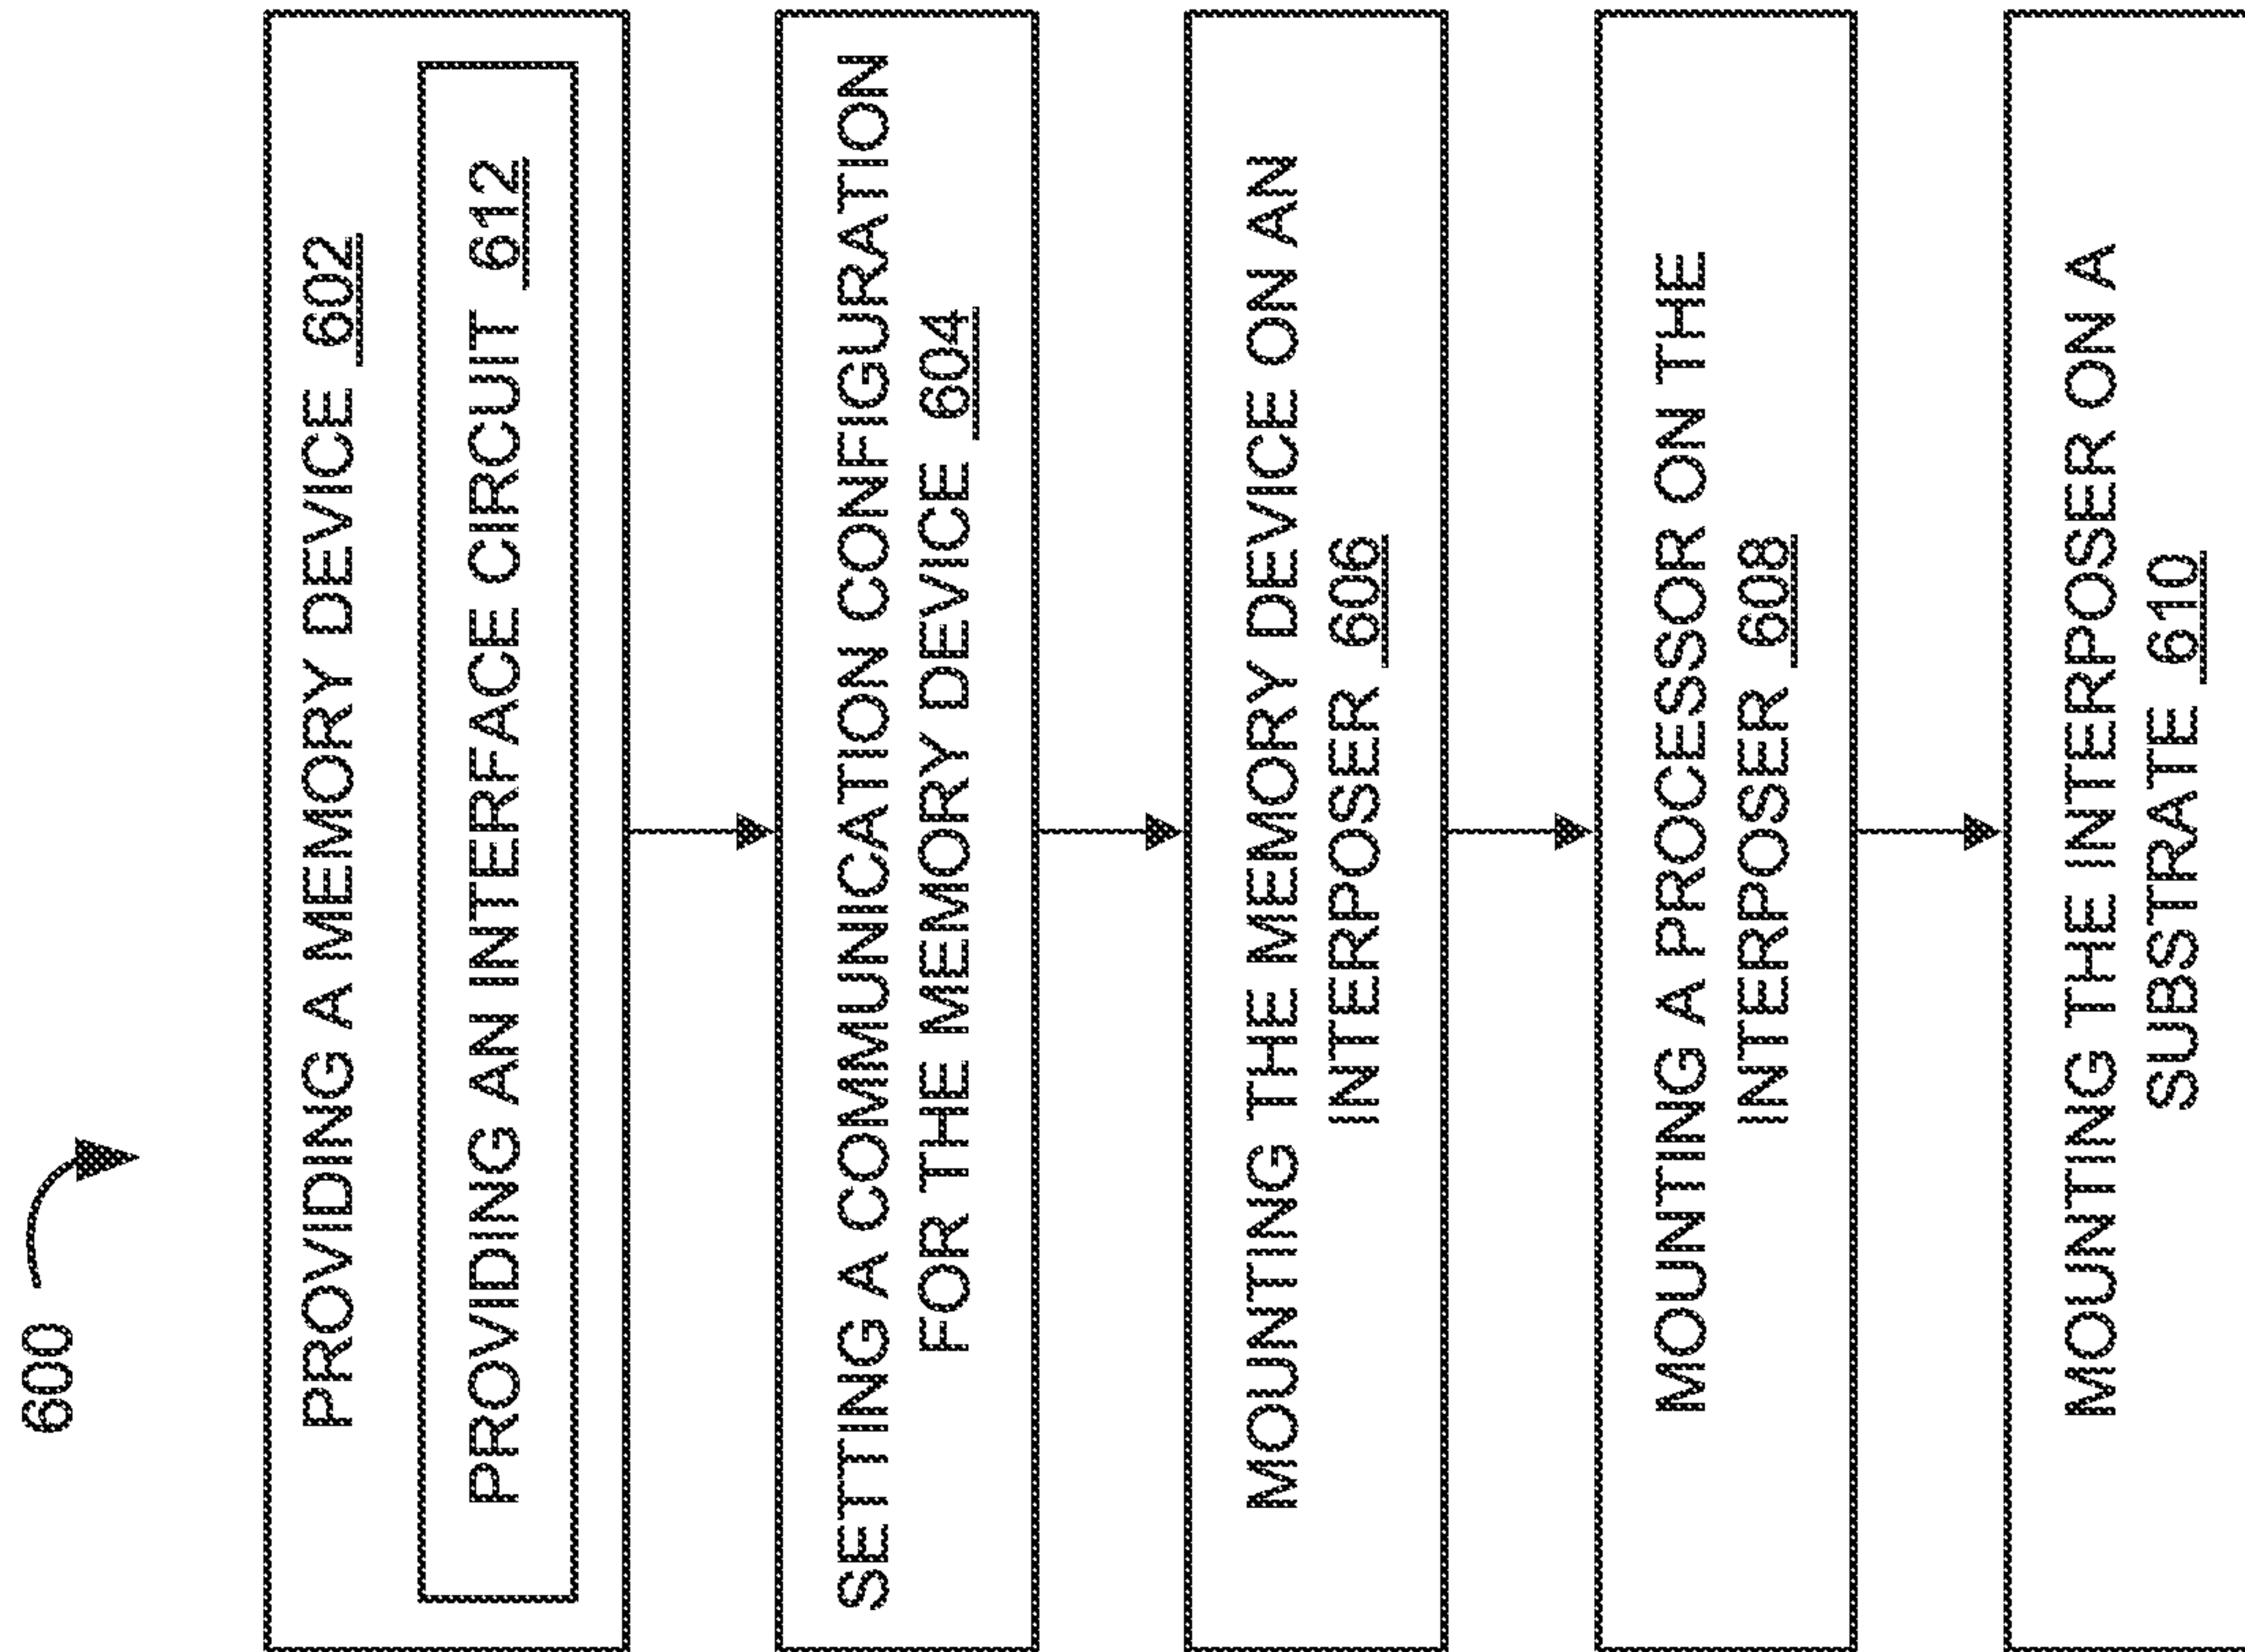 600
PROVIDING A MEMORY DEVICE 602
PROVIDING AN INTERFACE CIRCUIT 612
SETTING A COMMUNICATION CONFIGURATION
FOR THE MEMORY DEVICE 604
MOUNTING THE MEMORY DEVICE ON AN
INTERPOSER 606
MOUNTING A PROCESSOR ON THE
INTERPOSER 608
MOUNTING THE INTERPOSER ON A
SUBSTRATE 610